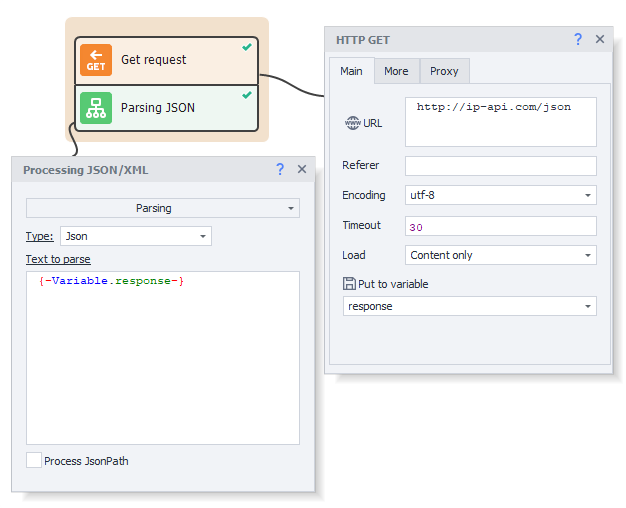 GET
Get request
Parsing JSON
HTTP GET
?
Main
More
Proxy
www
URL
http://ip-api.com/json
Referer
Encoding
utf-8
Timeout
30
Load
Content only
Put to variable
response
Processing JSON/XML
?
Parsing
Type:
Json
Text to parse
{-Variable.response-}
Process JsonPath